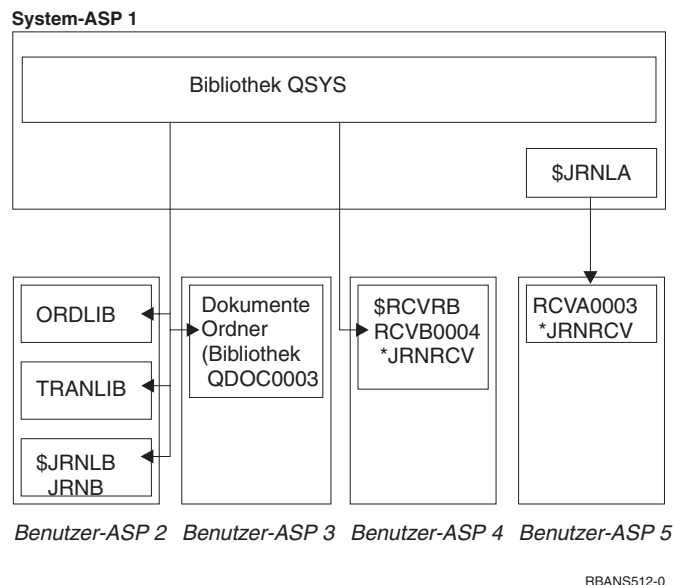 System-ASP 1
Bibliothek QSYS
$JRNLA
ORDLIB
TRANLIB
$JRNLB
JRNB
Dokumente
Ordner
(Bibliothek
QDOC0003
$RCVRB
RCVB0004
*JRNRCV
RCVA0003
*JRNRCV
Benutzer-ASP 2
Benutzer-ASP 3
Benutzer-ASP 4
Benutzer-ASP 5
RBANS512-0